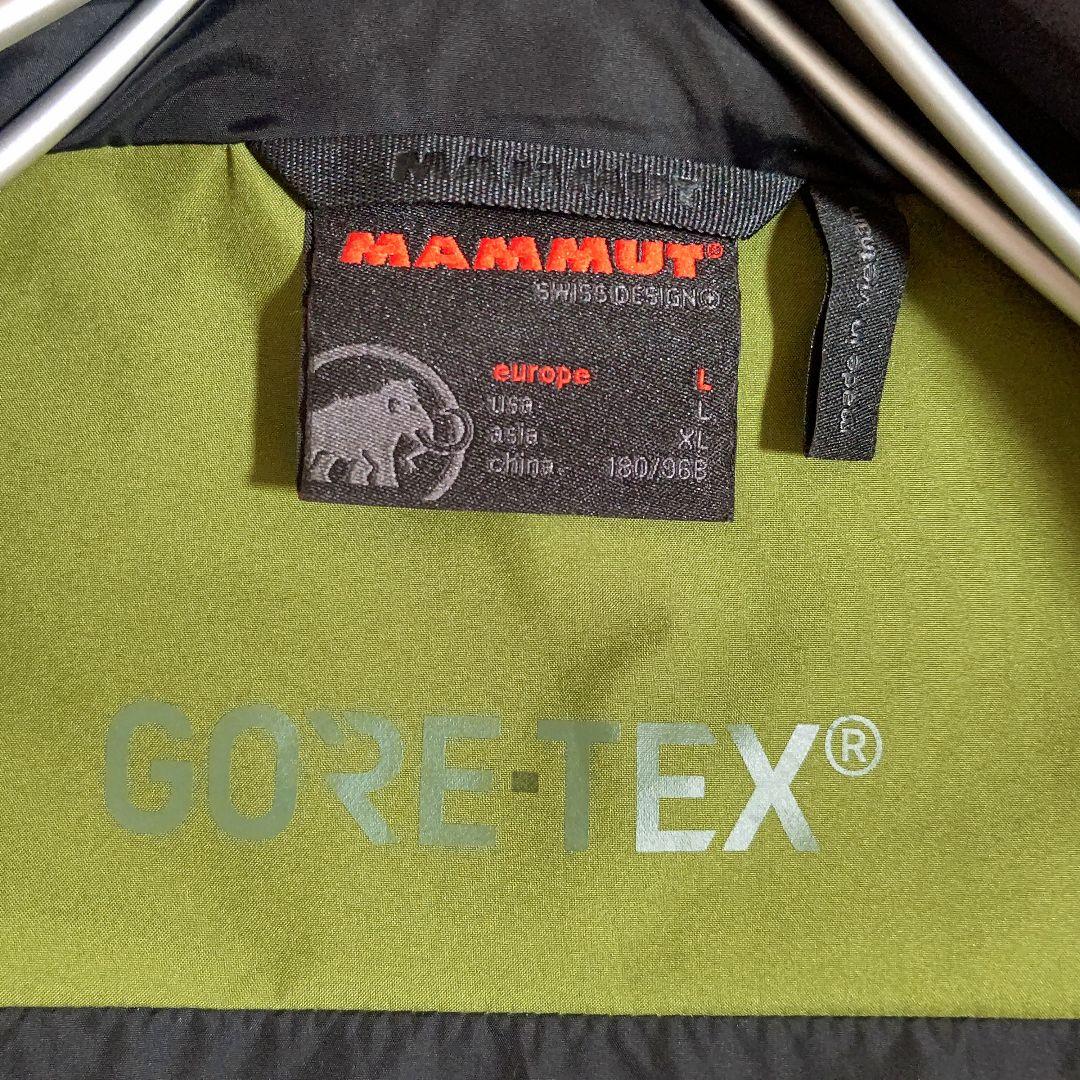 MAMMUT
MAMMUT®
SWISS DESIGN
europe L
usa L
asia XL
china 180/96B
made in vietnam
GORE-TEX®